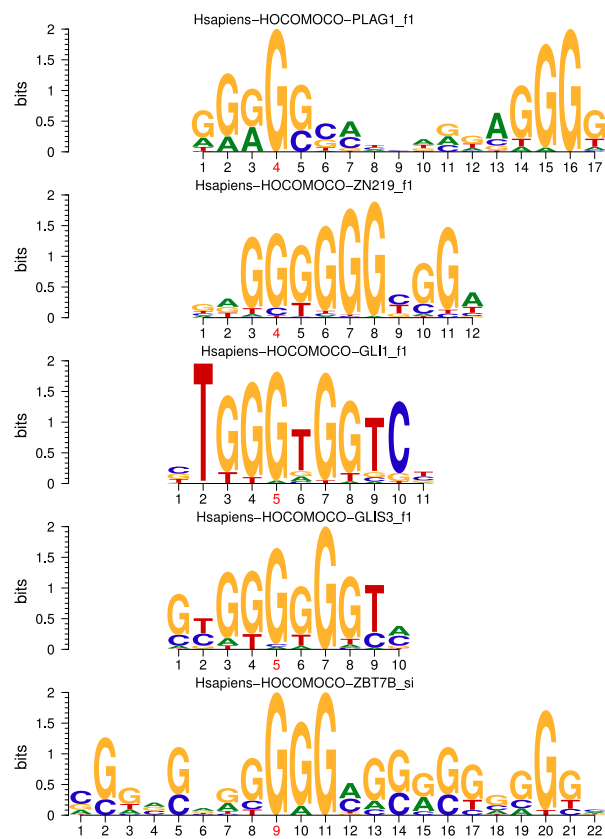 Hsapiens−HOCOMOCO−PLAG1_f1
bits
2
1.5
1
0.5
0
1 2 3 4 5 6 7 8 9 10 11 12 13 14 15 16 17
Hsapiens−HOCOMOCO−ZN219_f1
bits
2
1.5
1
0.5
0
1 2 3 4 5 6 7 8 9 10 11 12
Hsapiens−HOCOMOCO−GLI1_f1
bits
2
1.5
1
0.5
0
1 2 3 4 5 6 7 8 9 10 11
Hsapiens−HOCOMOCO−GLIS3_f1
bits
2
1.5
1
0.5
0
1 2 3 4 5 6 7 8 9 10
Hsapiens−HOCOMOCO−ZBT7B_si
bits
2
1.5
1
0.5
0
1 2 3 4 5 6 7 8 9 10 11 12 13 14 15 16 17 18 19 20 21 22 23